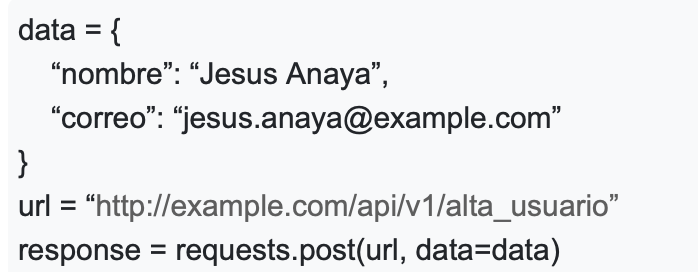 data = {
“nombre”: “Jesus Anaya”,
“correo”: “jesus.anaya@example.com”
}
url = “http://example.com/api/v1/alta_usuario”
response = requests.post(url, data=data)